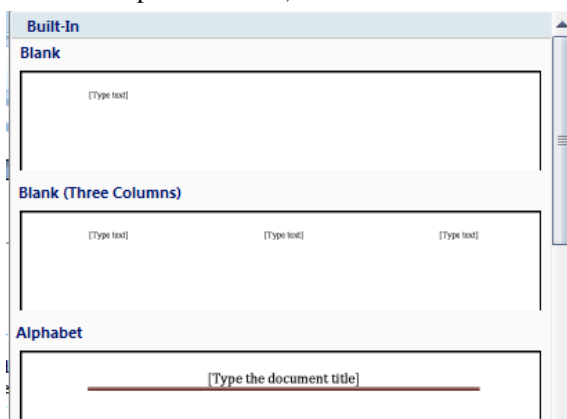 Built-In
Blank
[Type text]
Blank (Three Columns)
[Type text] [Type text] [Type text]
Alphabet
[Type the document title]